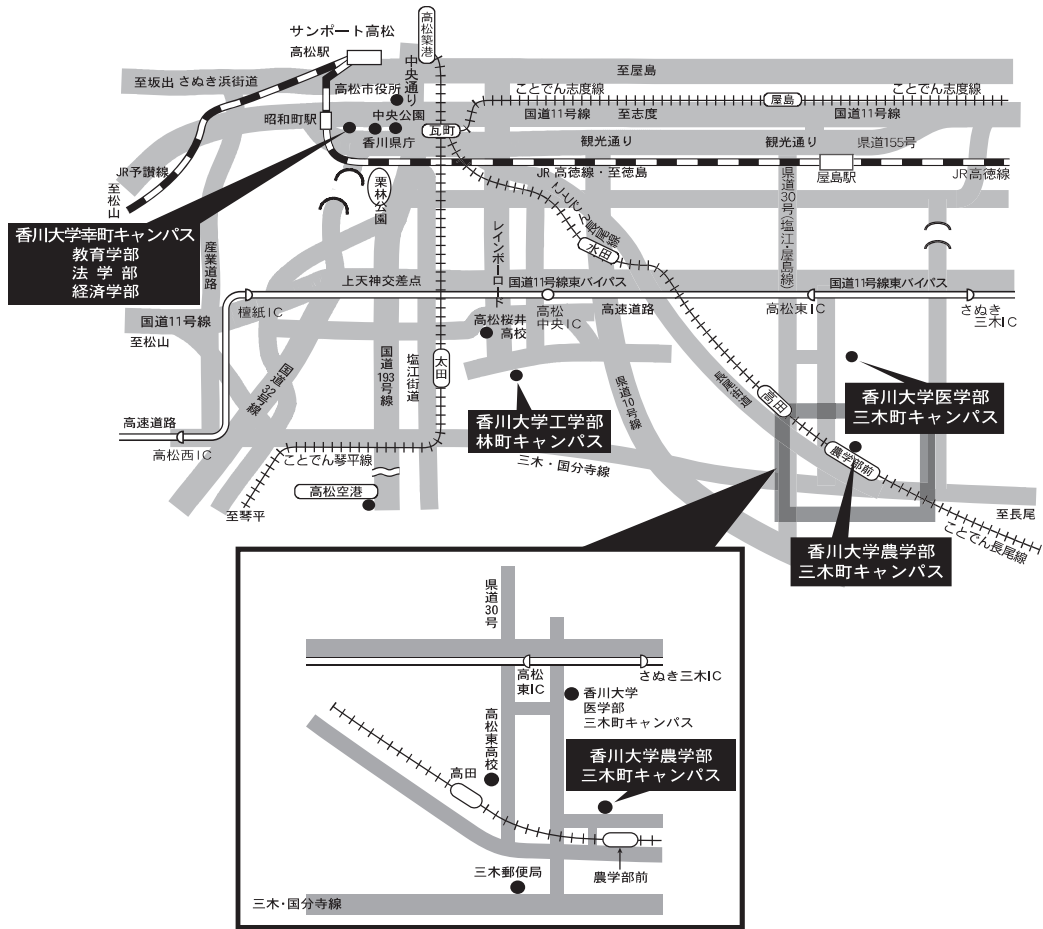 サンポート高松
高松駅
高松築港
中央通り
至坂出
さぬき浜街道
高松市役所
至屋島
ことでん志度線
屋島
ことでん志度線
中央公園
国道11号線
至志度
国道11号線
昭和町駅
香川県庁
瓦町
観光通り
観光通り
県道155号
JR予讃線
至松山
栗林公園
JR 高徳線・至徳島
屋島駅
JR高徳線
県道30号(塩江・屋島線)
香川大学幸町キャンパス
教育学部
法学部
経済学部
産業道路
レインボーロード
ことでん長尾線
水田
上天神交差点
国道11号線東バイパス
国道11号線東バイパス
国道11号線
至松山
檀紙IC
高松桜井
高校
高松
中央IC
高速道路
高松東IC
さぬき
三木IC
国道32号線
国道193号線
塩江街道
太田
県道10号線
長尾街道
高田
香川大学医学部
三木町キャンパス
香川大学工学部
林町キャンパス
高速道路
高松西IC
ことでん琴平線
三木・国分寺線
農学部前
高松空港
至琴平
至長尾
ことでん長尾線
香川大学農学部
三木町キャンパス
県道30号
高松
東IC
さぬき三木IC
香川大学
医学部
三木町キャンパス
高松東高校
香川大学農学部
三木町キャンパス
高田
三木郵便局
農学部前
三木・国分寺線